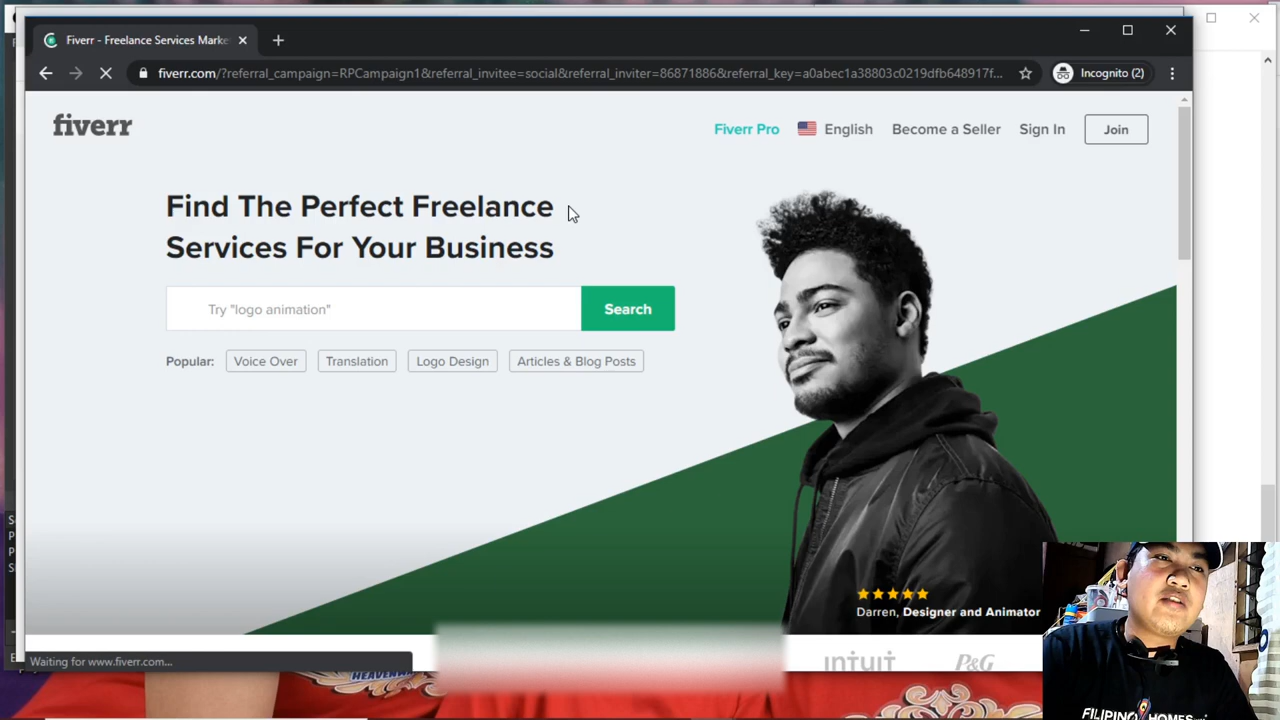 Fiverr - Freelance Services Marke
Incognito (2)
fiverr.com/?referral_campaign=RPCampaign1&referral_invitee=social&referral_inviter=86871886&referral_key=a0abec1a38803c0219dfb648917f...
fiverr
Fiverr Pro
English
Become a Seller
Sign In
Join
Find The Perfect Freelance
Services For Your Business
Try "logo animation"
Search
Popular:
Voice Over
Translation
Logo Design
Articles & Blog Posts
Darren, Designer and Animator
intuit
P&G
Waiting for www.fiverr.com...
FILIPINO HOMES